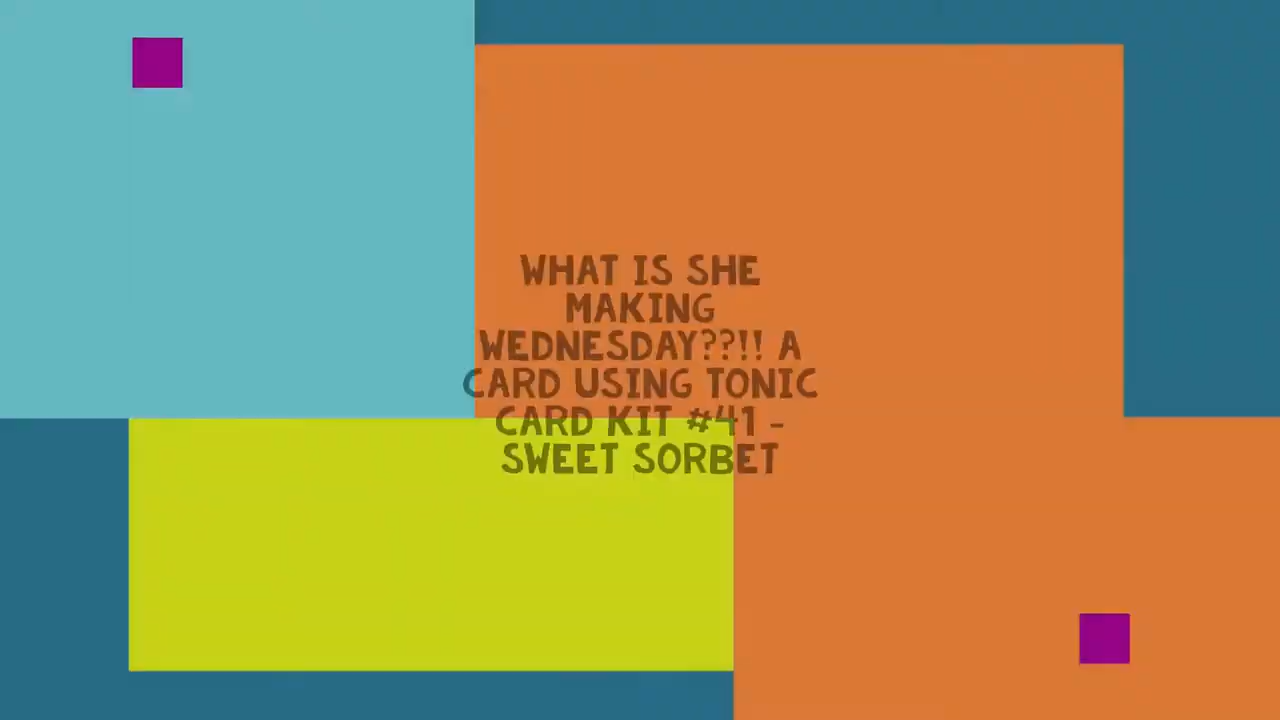 WHAT IS SHE
MAKING
WEDNESDAY??!! A
CARD USING TONIC
CARD KIT #41 -
SWEET SORBET